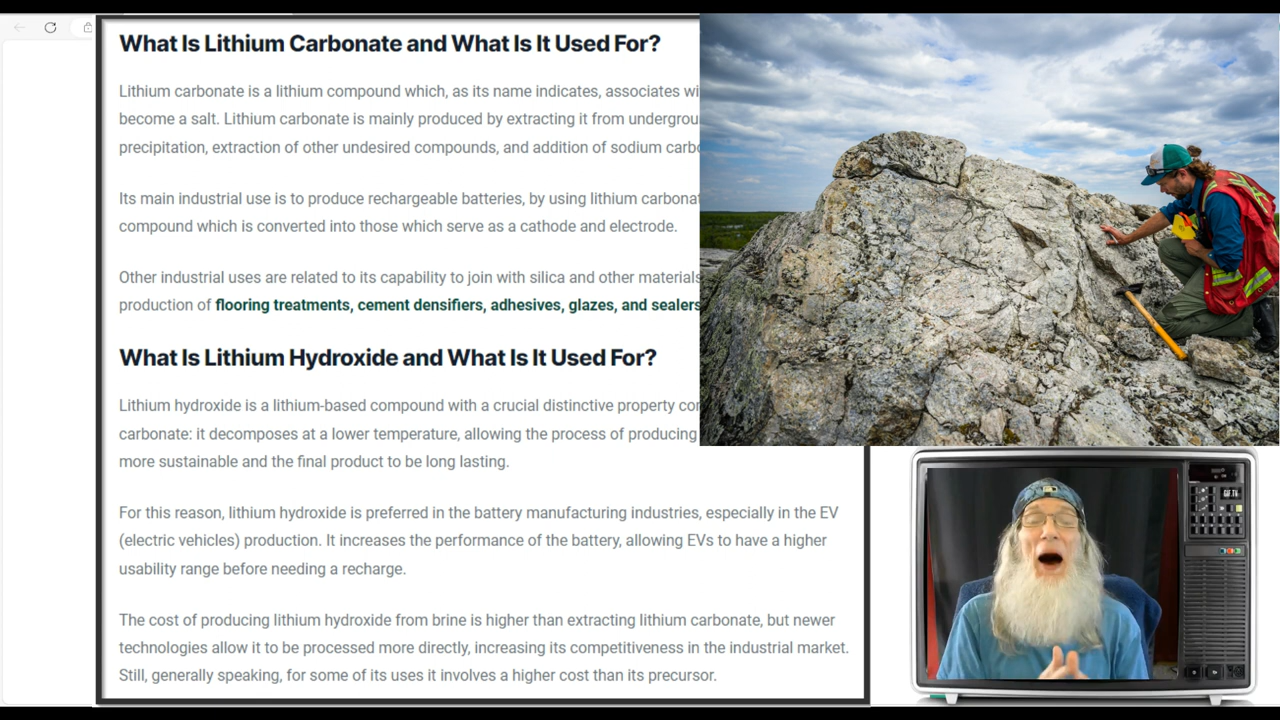 What Is Lithium Carbonate and What Is It Used For?
Lithium carbonate is a lithium compound which, as its name indicates, associates wi
become a salt. Lithium carbonate is mainly produced by extracting it from undergrou
precipitation, extraction of other undesired compounds, and addition of sodium carbo
Its main industrial use is to produce rechargeable batteries, by using lithium carbonat
compound which is converted into those which serve as a cathode and electrode.
Other industrial uses are related to its capability to join with silica and other materials
production of flooring treatments, cement densifiers, adhesives, glazes, and sealers
What Is Lithium Hydroxide and What Is It Used For?
Lithium hydroxide is a lithium-based compound with a crucial distinctive property cor
carbonate: it decomposes at a lower temperature, allowing the process of producing
more sustainable and the final product to be long lasting.
For this reason, lithium hydroxide is preferred in the battery manufacturing industries, especially in the EV
(electric vehicles) production. It increases the performance of the battery, allowing EVs to have a higher
usability range before needing a recharge.
The cost of producing lithium hydroxide from brine is higher than extracting lithium carbonate, but newer
technologies allow it to be processed more directly, increasing its competitiveness in the industrial market.
Still, generally speaking, for some of its uses it involves a higher cost than its precursor.